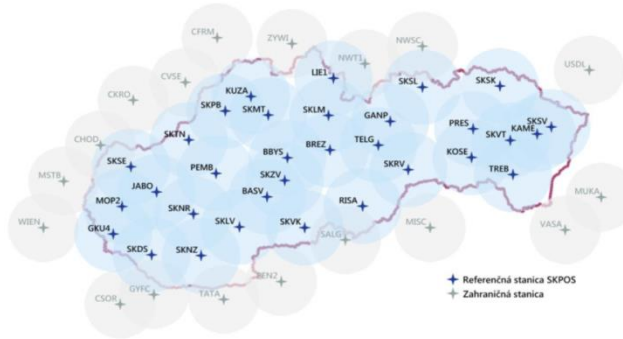 CFRM
ZYWI
NWT1
NWSC
USDL
CVSE
LIE1
SKSL
SKSK
CKRO
KUZA
SKPB
SKMT
SKLM
GANP
PRES
SKSV
KAME
SKVT
CHOD
SKTN
BBYS
BREZ
TELG
KOSE
MSTB
SKSE
PEMB
SKZV
SKRV
TREB
JABO
BASV
MUKA
MOP2
SKNR
RISA
WIEN
GKU4
SKLV
SKVK
SALG
MISC
VASA
SKDS
SKNZ
PEN2
GYFC
TATA
CSOR
Referenčná stanica SKPOS
Zahraničná stanica